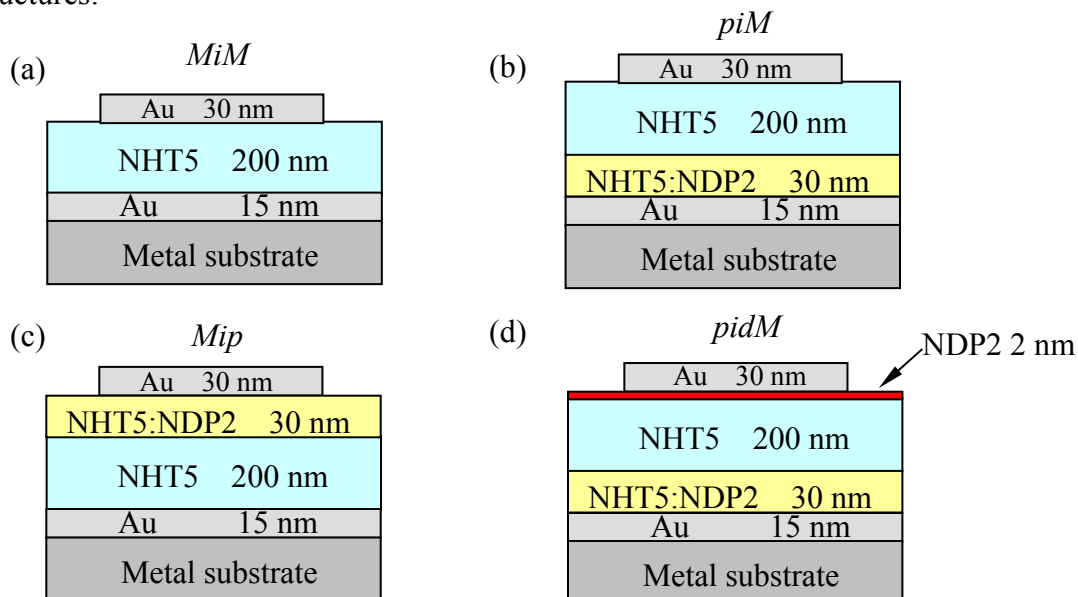 uctures.
(a) MiM
Au 30 nm
NHT5 200 nm
Au 15 nm
Metal substrate
(b) piM
Au 30 nm
NHT5 200 nm
NHT5:NDP2 30 nm
Au 15 nm
Metal substrate
(c) Mip
Au 30 nm
NHT5:NDP2 30 nm
NHT5 200 nm
Au 15 nm
Metal substrate
(d) pidM
NDP2 2 nm
Au 30 nm
NHT5 200 nm
NHT5:NDP2 30 nm
Au 15 nm
Metal substrate